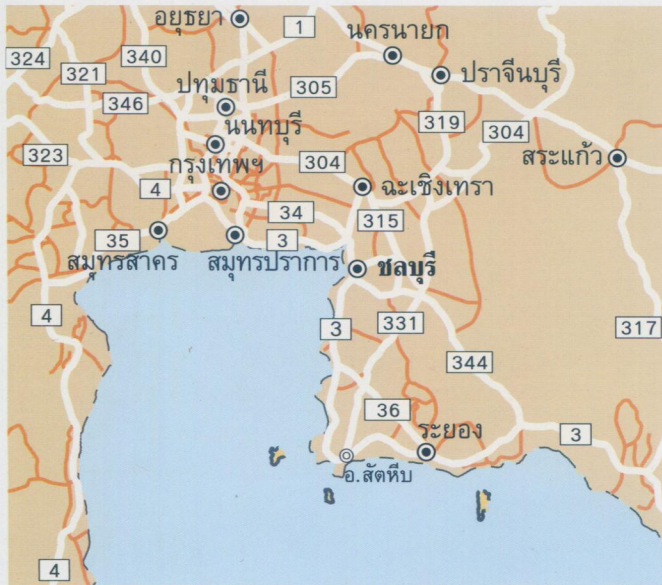 อยุธยา
1
นครนายก
324
340
321
ปราจีนบุรี
ปทุมธานี
305
346
นนทบุรี
319
304
323
กรุงเทพฯ
304
สระแก้ว
4
ฉะเชิงเทรา
34
315
35
3
สมุทรสาคร
สมุทรปราการ
ชลบุรี
4
3
331
317
344
36
ระยอง
3
อ.สัตหีบ
4